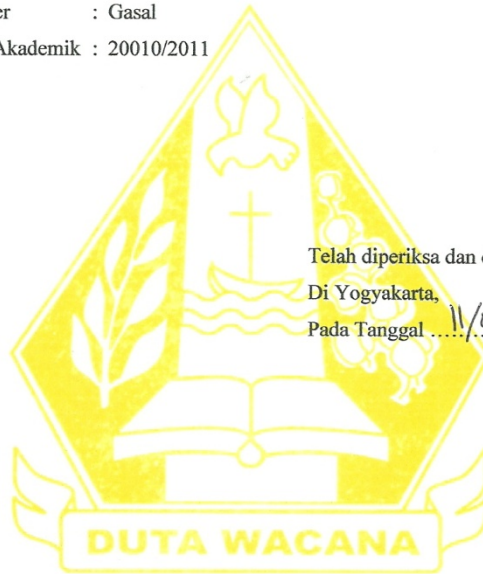 er : Gasal
Akademik : 20010/2011
Telah diperiksa dan
Di Yogyakarta,
Pada Tanggal ......
DUTA WACANA